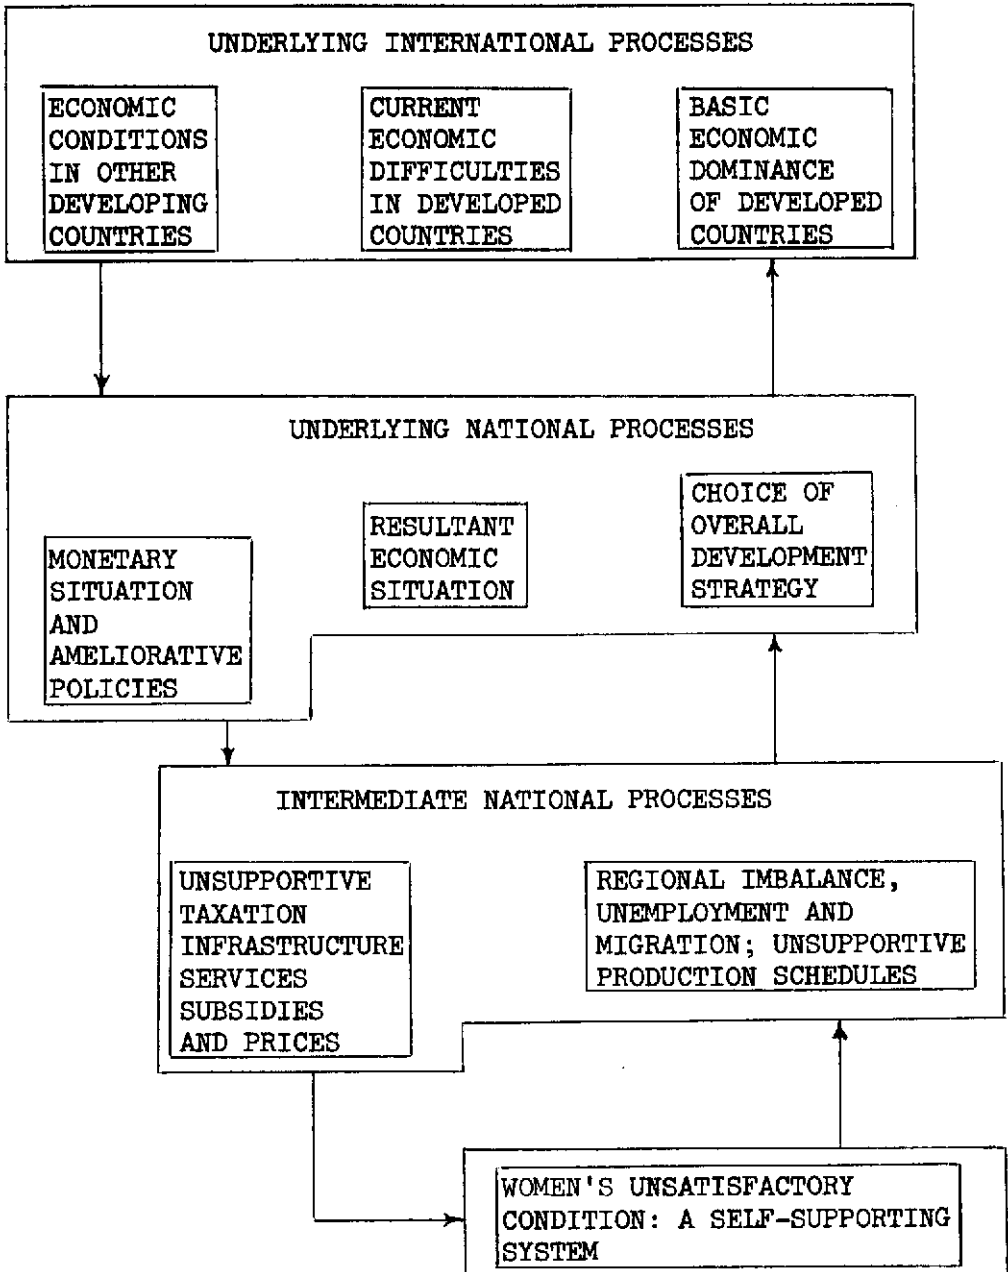 UNDERLYING INTERNATIONAL PROCESSES
ECONOMIC
CONDITIONS
IN OTHER
DEVELOPING
COUNTRIES
CURRENT
ECONOMIC
DIFFICULTIES
IN DEVELOPED
COUNTRIES
BASIC
ECONOMIC
DOMINANCE
OF DEVELOPED
COUNTRIES
UNDERLYING NATIONAL PROCESSES
MONETARY
SITUATION
AND
AMELIORATIVE
POLICIES
RESULTANT
ECONOMIC
SITUATION
CHOICE OF
OVERALL
DEVELOPMENT
STRATEGY
INTERMEDIATE NATIONAL PROCESSES
UNSUPPORTIVE
TAXATION
INFRASTRUCTURE
SERVICES
SUBSIDIES
AND PRICES
REGIONAL IMBALANCE,
UNEMPLOYMENT AND
MIGRATION; UNSUPPORTIVE
PRODUCTION SCHEDULES
WOMEN'S UNSATISFACTORY
CONDITION: A SELF-SUPPORTING
SYSTEM